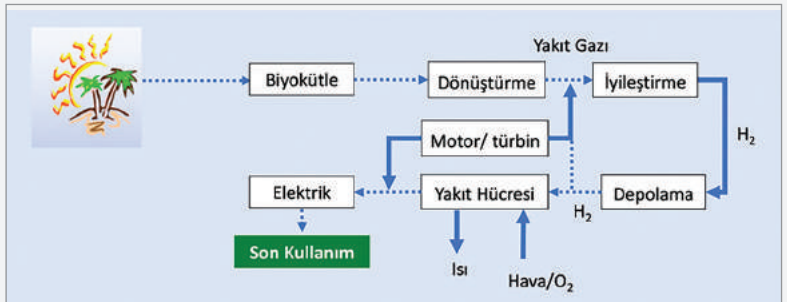 Yakıt Gazı
Biyokütle
Dönüştürme
İyileştirme
H₂
Motor/ türbin
Elektrik
Yakıt Hücresi
H₂
Depolama
Son Kullanım
Isı
Hava/O₂